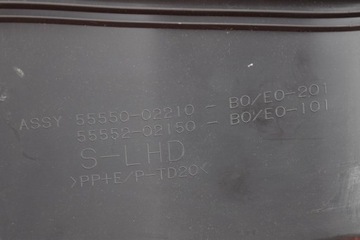 ASSY 55550-02210 - B0/E0-201
55552-02150 - B0/E0-101
S-LHD
>PP+E/P-TD20<